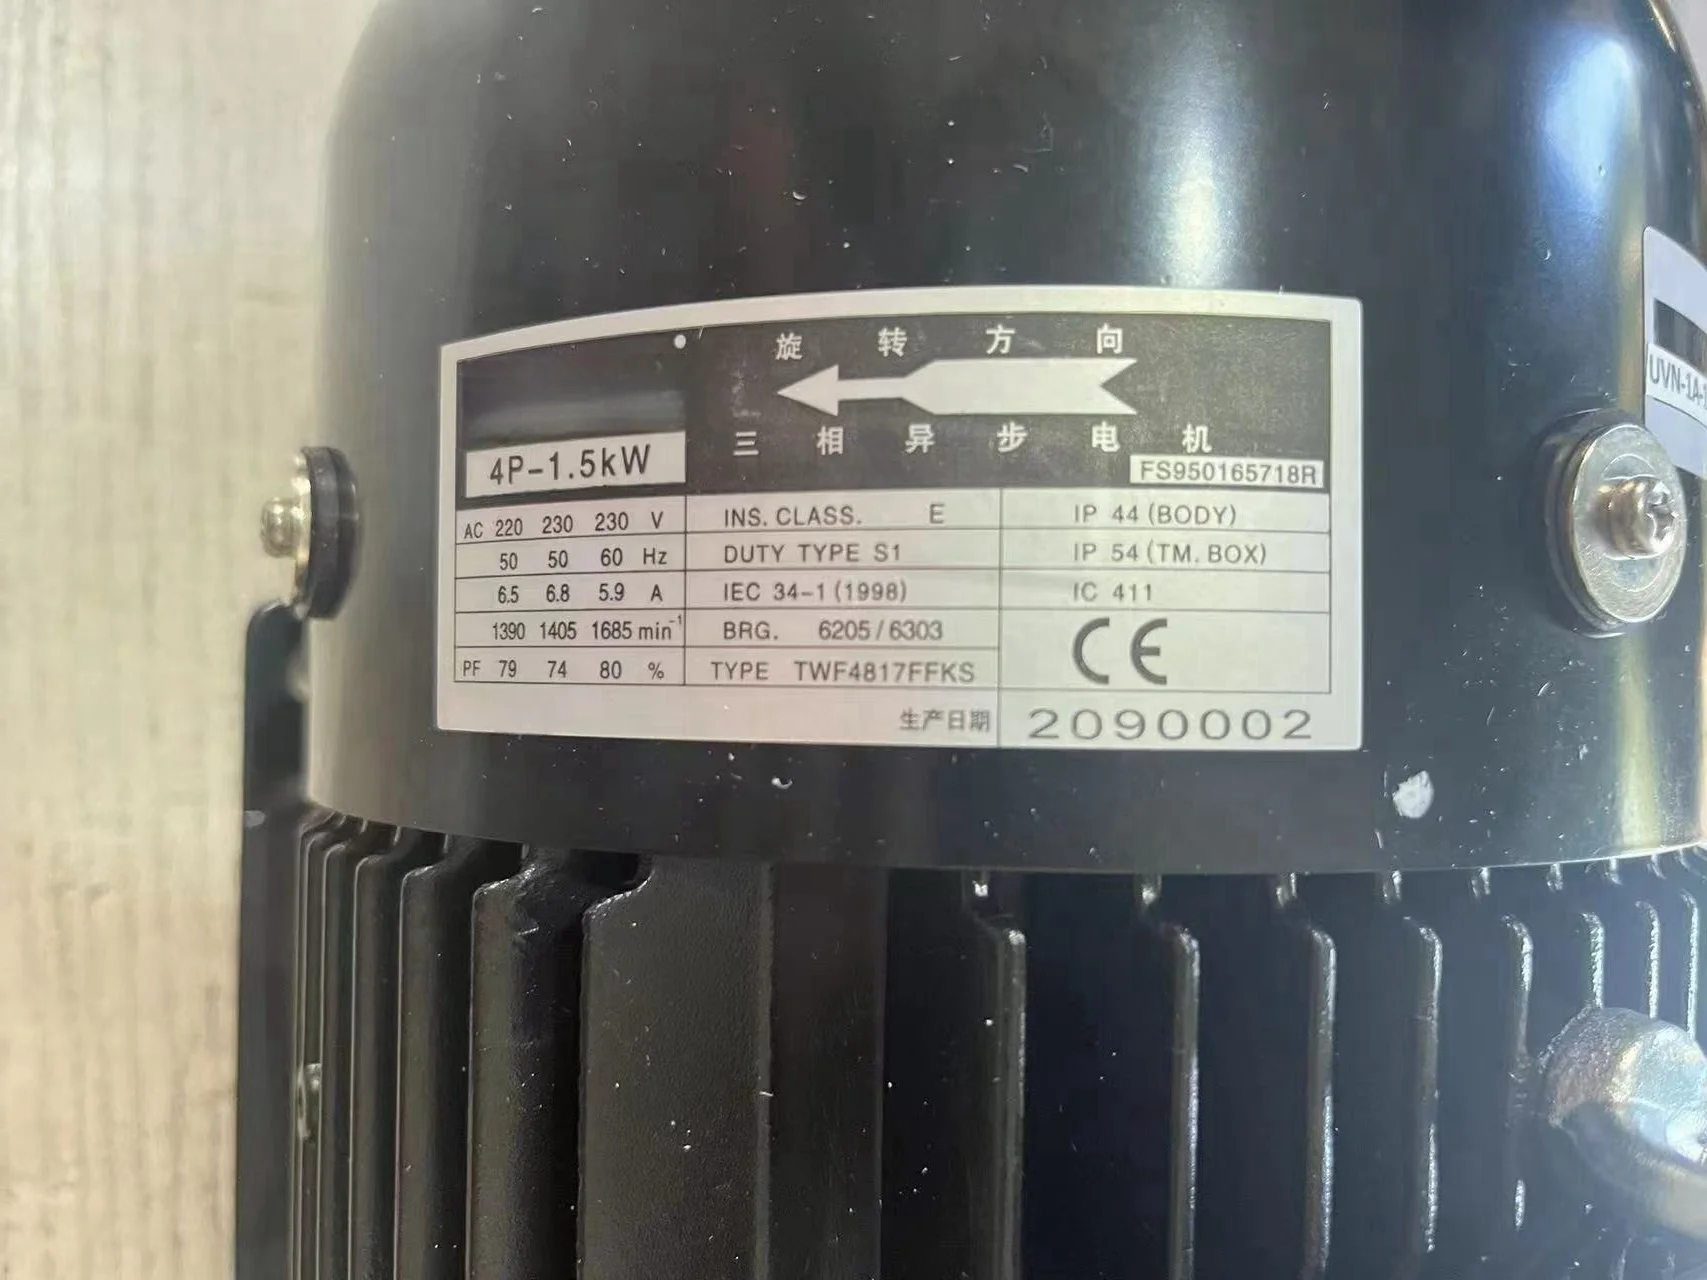 旋转方向
三相异步电机
4P-1.5kW
FS950165718R
AC 220 230 230 V
50 50 60 Hz
6.5 6.8 5.9 A
1390 1405 1685 min⁻¹
PF 79 74 80 %
INS. CLASS. E
DUTY TYPE S1
IEC 34-1 (1998)
BRG. 6205/6303
TYPE TWF4817FFKS
IP 44 (BODY)
IP 54 (TM. BOX)
IC 411
CE
生产日期 2090002
UVN-1A-